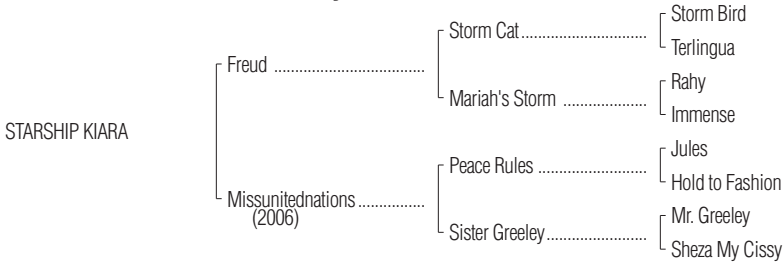 Storm Bird
Storm Cat..............................
Terlingua
Freud ...................................
Rahy
Mariah's Storm ....................
Immense
STARSHIP KIARA
Jules
Peace Rules .........................
Hold to Fashion
Missunitednations...............
(2006)
Mr. Greeley
Sister Greeley.......................
Sheza My Cissy